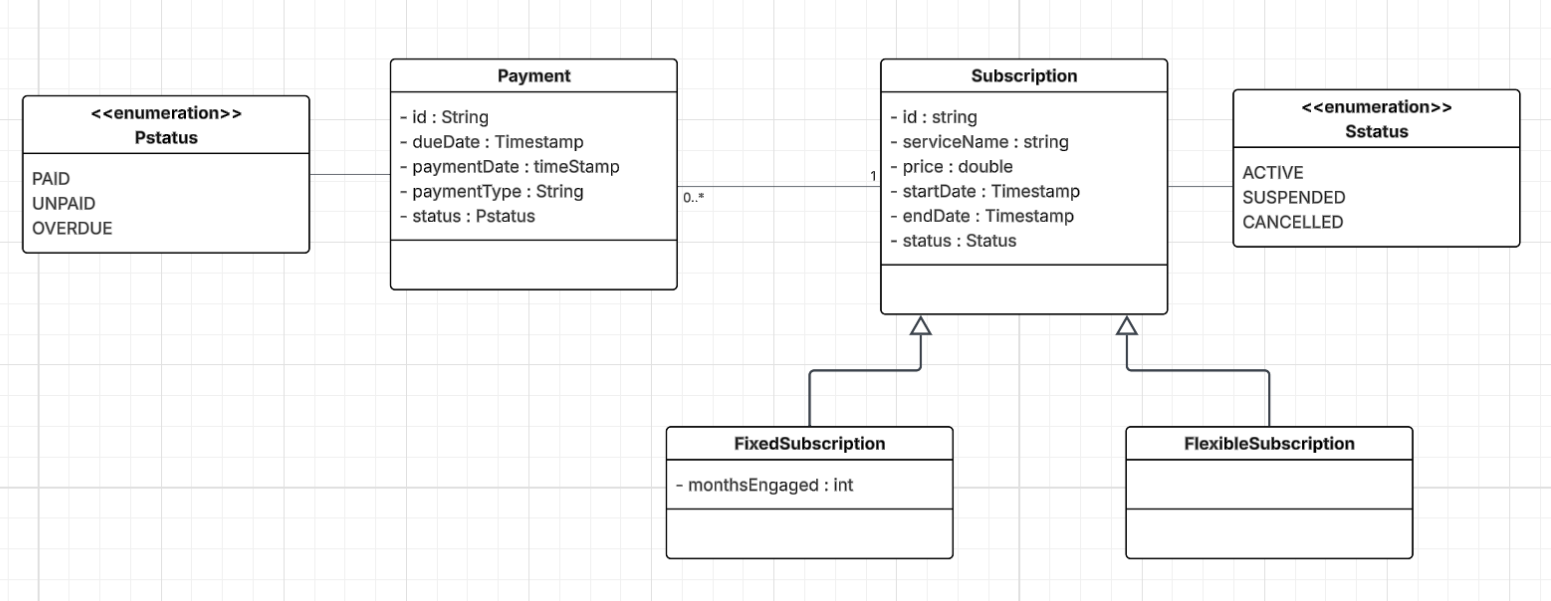 <<enumeration>>
Pstatus
PAID
UNPAID
OVERDUE
Payment
- id : String
- dueDate : Timestamp
- paymentDate : timeStamp
- paymentType : String
- status : Pstatus
0..*
1
Subscription
- id : string
- serviceName : string
- price : double
- startDate : Timestamp
- endDate : Timestamp
- status : Status
<<enumeration>>
Sstatus
ACTIVE
SUSPENDED
CANCELLED
FixedSubscription
- monthsEngaged : int
FlexibleSubscription